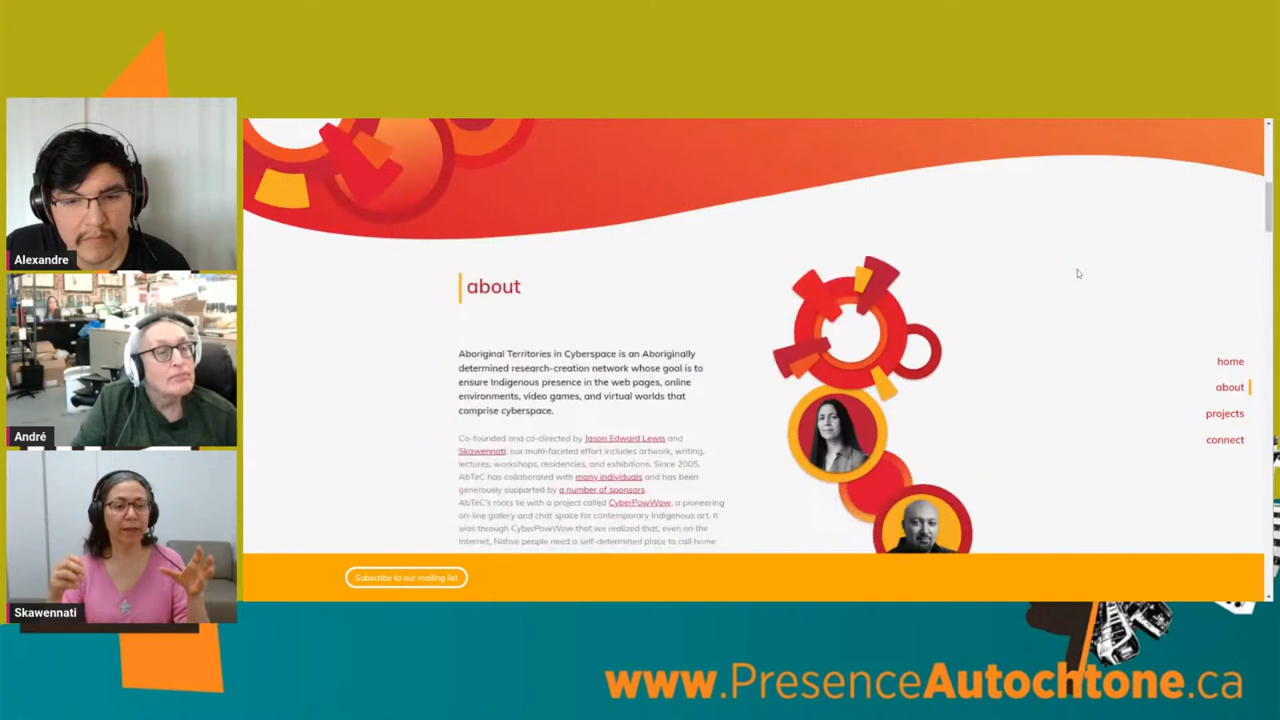 Alexandre
André
Skawennati
about
Aboriginal Territories in Cyberspace is an Aboriginally
determined research-creation network whose goal is to
ensure Indigenous presence in the web pages, online
environments, video games, and virtual worlds that
comprise cyberspace.
Co-founded and co-directed by Jason Edward Lewis and
Skawennati, our multi-faceted effort includes artwork, writing,
lectures, workshops, residencies, and exhibitions. Since 2005,
AbTeC has collaborated with many individuals and has been
generously supported by a number of sponsors.
AbTeC's roots lie with a project called CyberPowWow, a pioneering
on-line gallery and chat space for contemporary Indigenous art. It
was through CyberPowWow that we realized that, even on the
Internet, Native people need a self-determined place to call home
home
about
projects
connect
Subscribe to our mailing list
www.PresenceAutochtone.ca